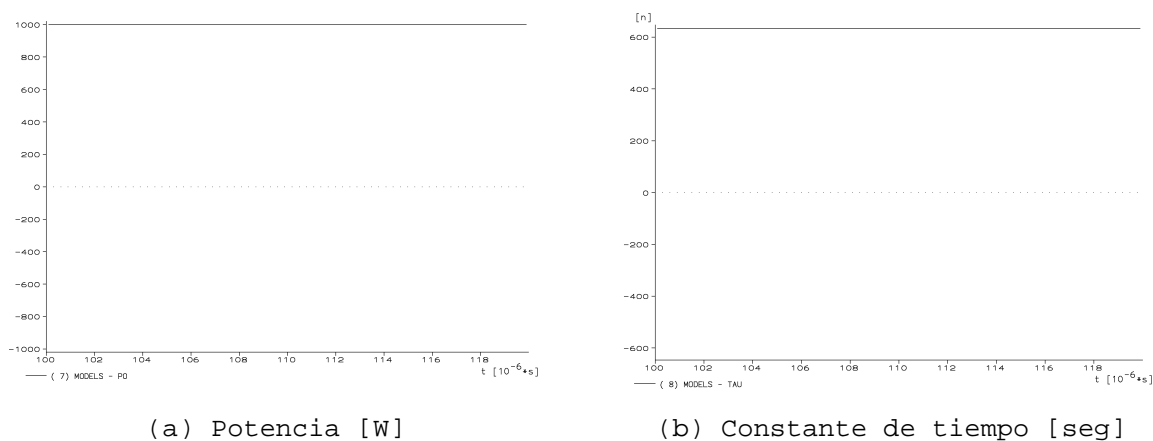 1000
800
600
400
200
0
-200
-400
-600
-800
-1000
100 102 104 106 108 110 112 114 116 118
t [10⁻⁶*s]
( 7) MODELS - PO
(a) Potencia [W]
[n]
600
400
200
0
-200
-400
-600
100 102 104 106 108 110 112 114 116 118
t [10⁻⁶*s]
( 8) MODELS - TAU
(b) Constante de tiempo [seg]